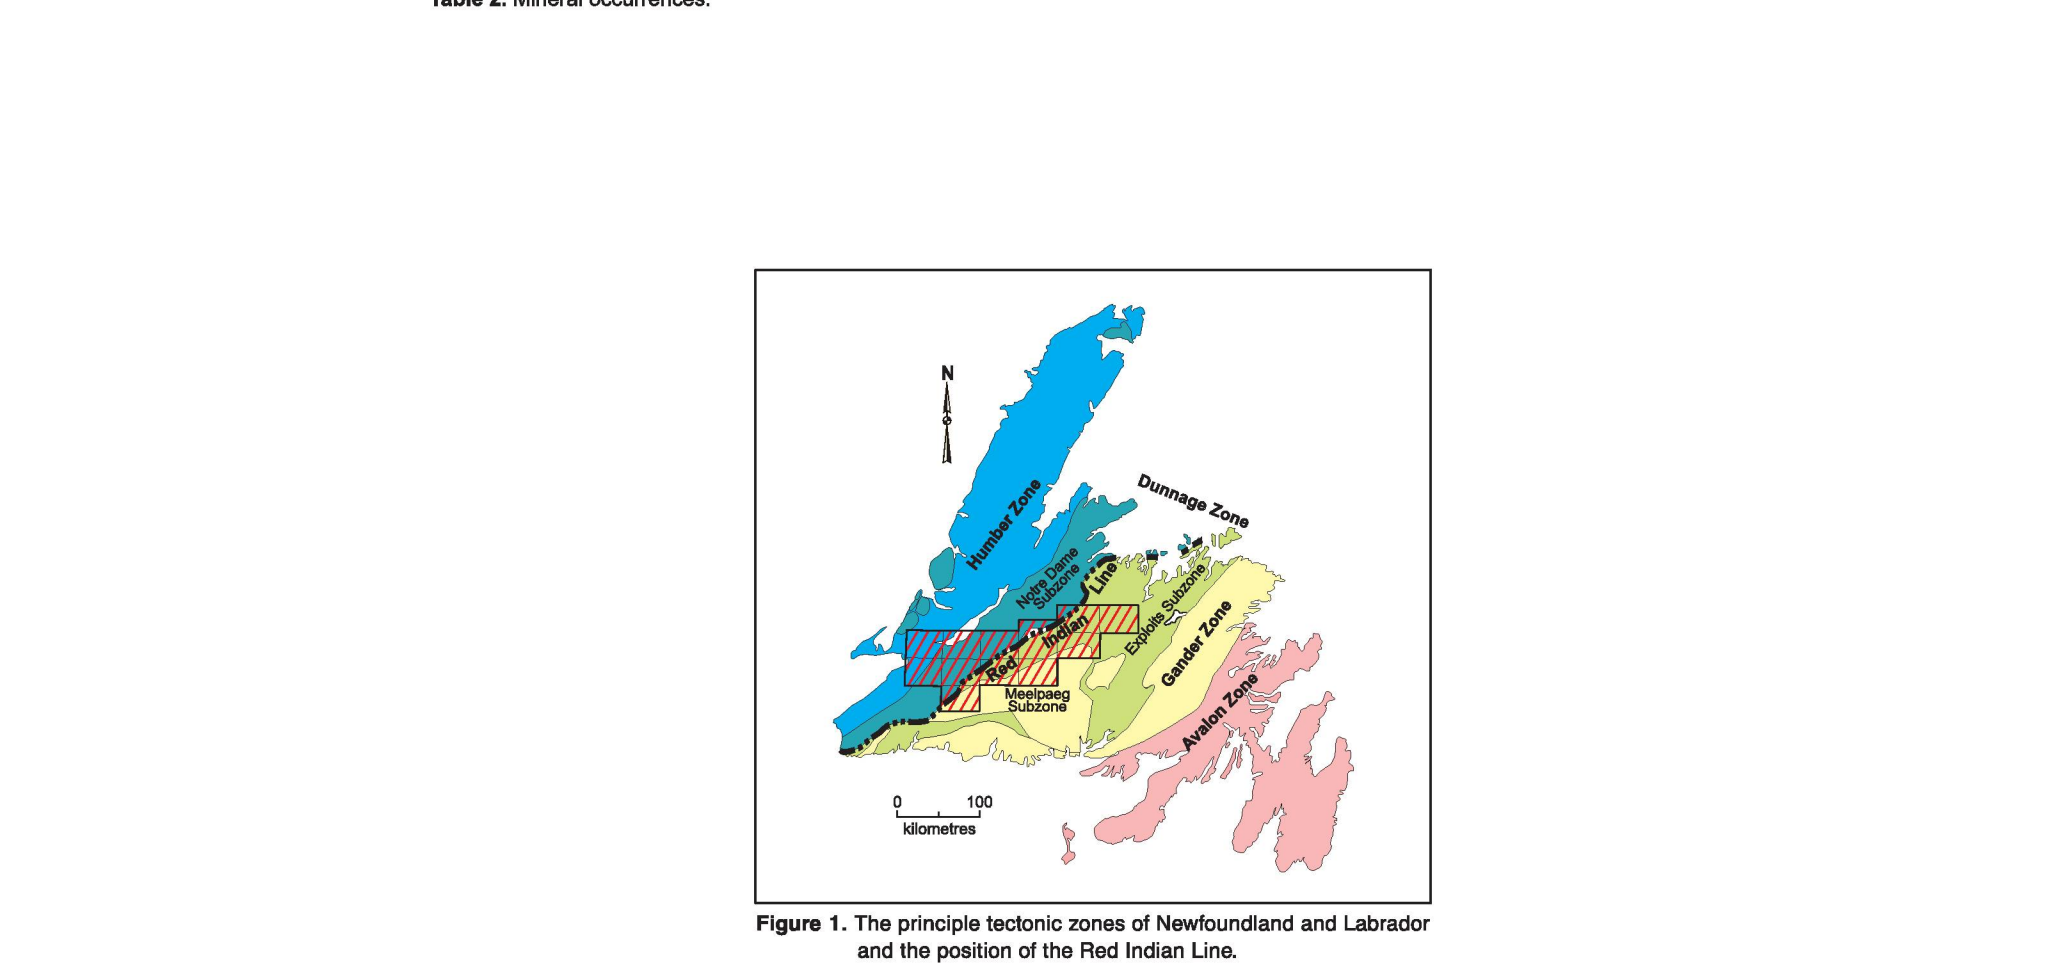 Table 2. Mineral occurrences.
N
Dunnage Zone
Humber Zone
Notre Dame
Subzone
Line
Exploits Subzone
Indian
Gander Zone
Red
Meelpaeg
Subzone
Avalon Zone
0 100
kilometres
Figure 1. The principle tectonic zones of Newfoundland and Labrador
and the position of the Red Indian Line.